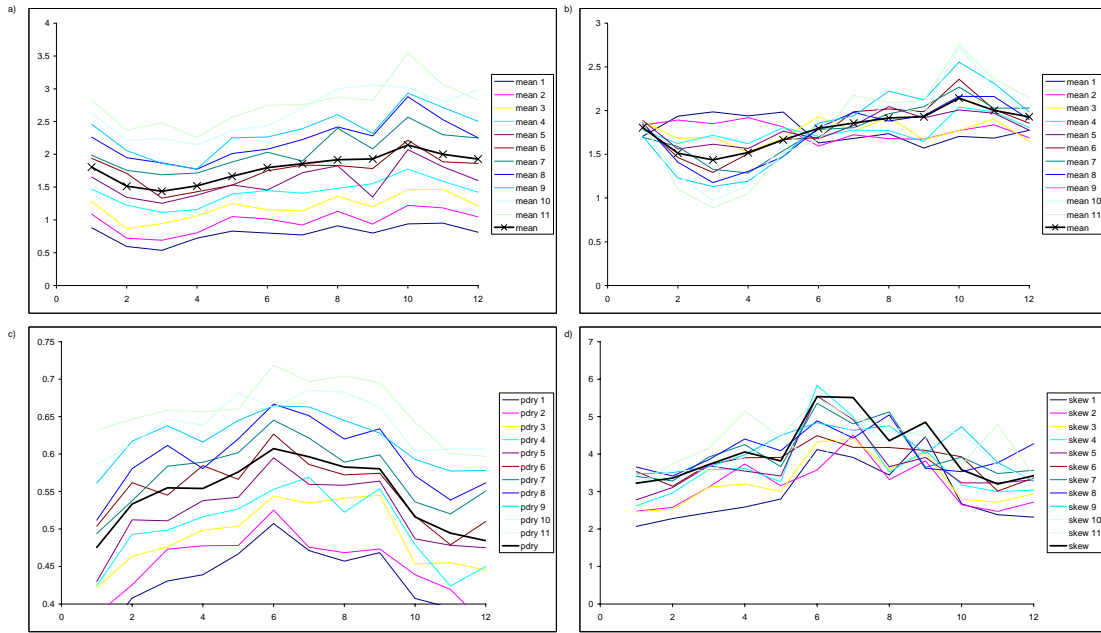 a)
4
3.5
3
2.5
2
1.5
1
0.5
0
0 2 4 6 8 10 12
mean 1
mean 2
mean 3
mean 4
mean 5
mean 6
mean 7
mean 8
mean 9
mean 10
mean 11
mean
b)
3
2.5
2
1.5
1
0.5
0
0 2 4 6 8 10 12
mean 1
mean 2
mean 3
mean 4
mean 5
mean 6
mean 7
mean 8
mean 9
mean 10
mean 11
mean
c)
0.75
0.7
0.65
0.6
0.55
0.5
0.45
0.4
0 2 4 6 8 10 12
pdry 1
pdry 2
pdry 3
pdry 4
pdry 5
pdry 6
pdry 7
pdry 8
pdry 9
pdry 10
pdry 11
pdry
d)
7
6
5
4
3
2
1
0
0 2 4 6 8 10 12
skew 1
skew 2
skew 3
skew 4
skew 5
skew 6
skew 7
skew 8
skew 9
skew 10
skew 11
skew